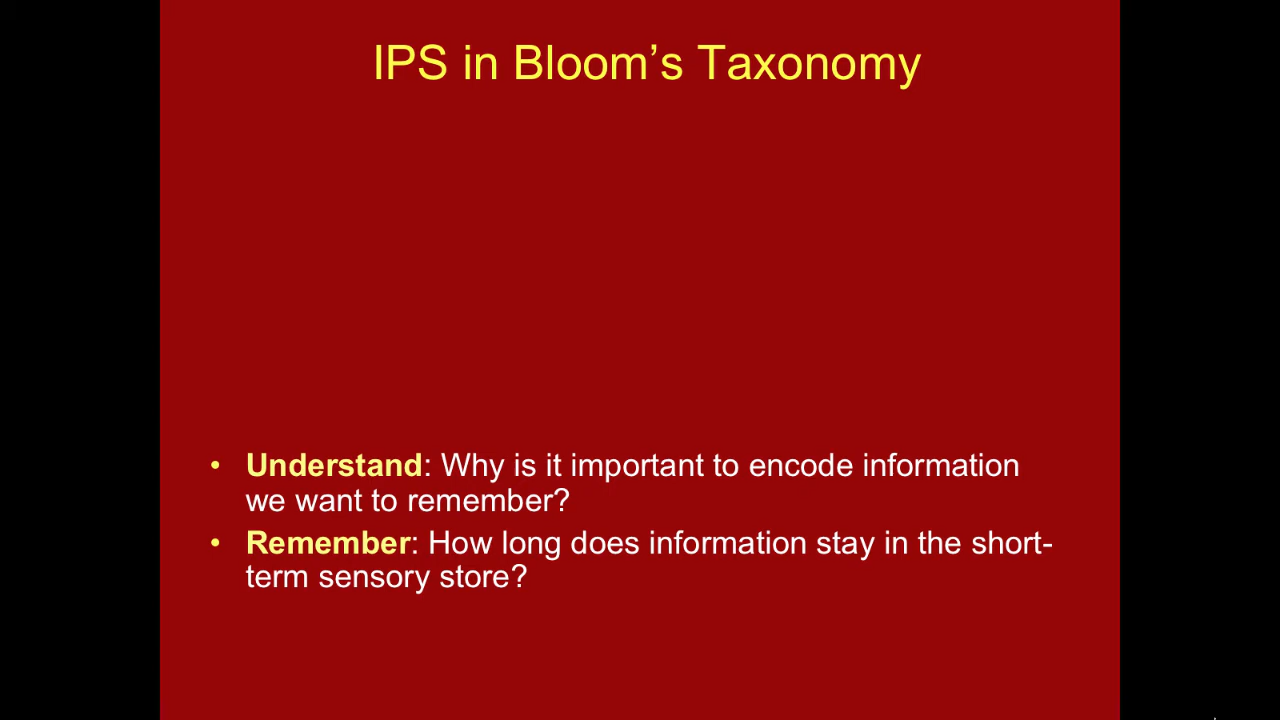 IPS in Bloom’s Taxonomy
• Understand: Why is it important to encode information
we want to remember?
• Remember: How long does information stay in the short-
term sensory store?